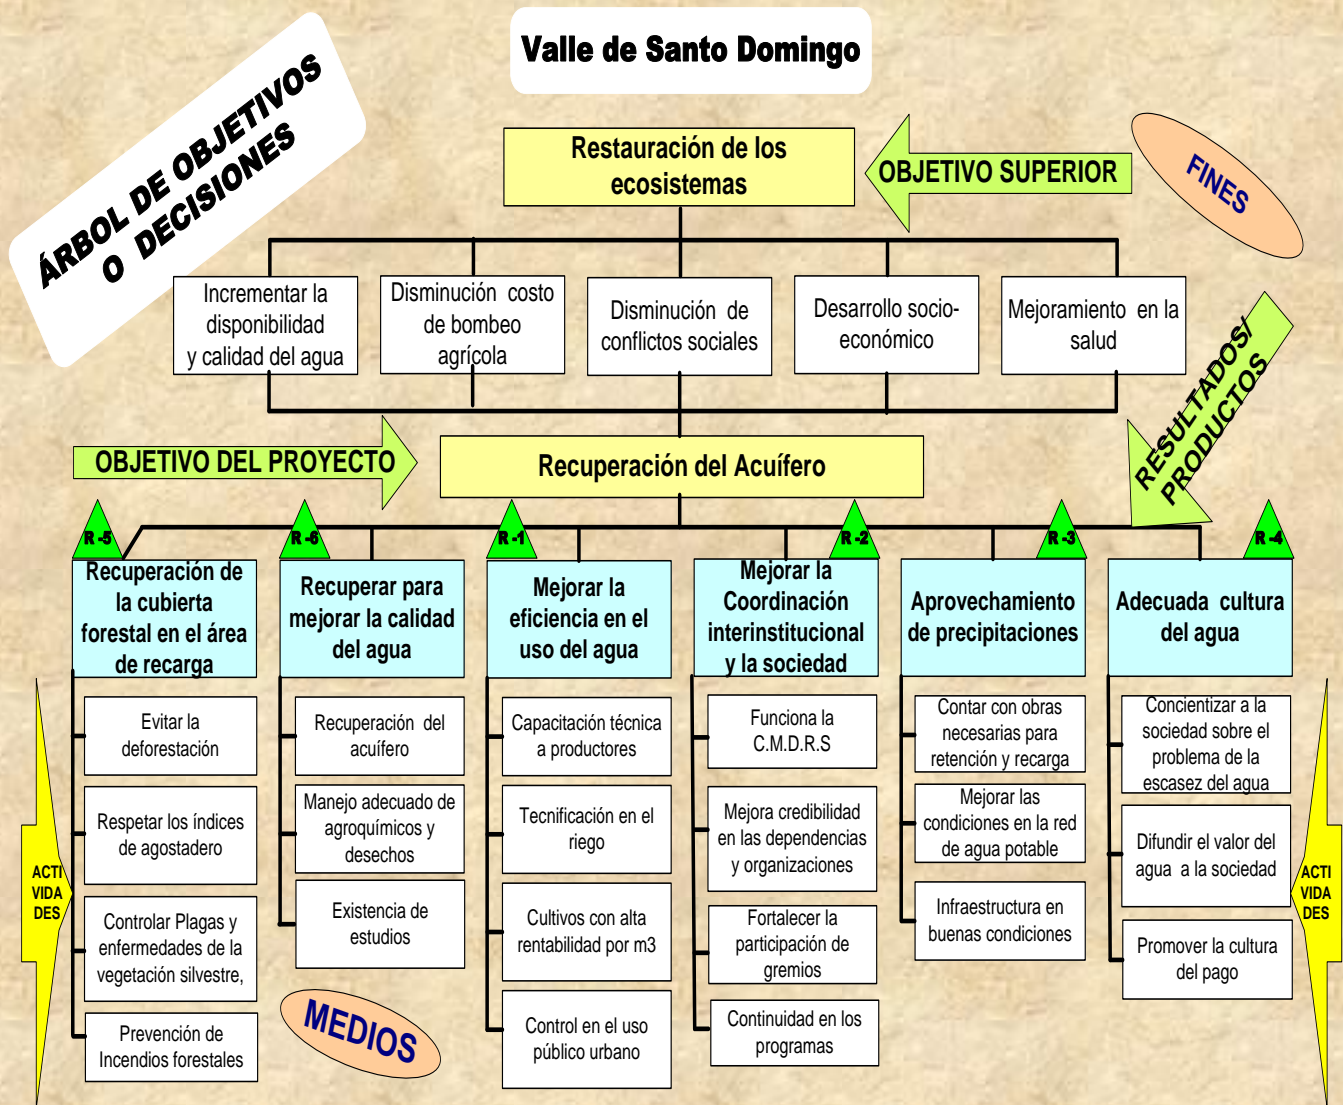 Valle de Santo Domingo
ÁRBOL DE OBJETIVOS
O DECISIONES
Restauración de los
ecosistemas
OBJETIVO SUPERIOR
FINES
Incrementar la
disponibilidad
y calidad del agua
Disminución costo
de bombeo
agrícola
Disminución de
conflictos sociales
Desarrollo socio-
económico
Mejoramiento en la
salud
RESULTADOS/
PRODUCTOS
OBJETIVO DEL PROYECTO
Recuperación del Acuífero
R -5
R -6
R -1
R -2
R -3
R -4
Recuperación de
la cubierta
forestal en el área
de recarga
Recuperar para
mejorar la calidad
del agua
Mejorar la
eficiencia en el
uso del agua
Mejorar la
Coordinación
interinstitucional
y la sociedad
Aprovechamiento
de precipitaciones
Adecuada cultura
del agua
Evitar la
deforestación
Respetar los índices
de agostadero
Controlar Plagas y
enfermedades de la
vegetación silvestre,
Prevención de
Incendios forestales
Recuperación del
acuífero
Manejo adecuado de
agroquímicos y
desechos
Existencia de
estudios
Capacitación técnica
a productores
Tecnificación en el
riego
Cultivos con alta
rentabilidad por m3
Control en el uso
público urbano
Funciona la
C.M.D.R.S
Mejora credibilidad
en las dependencias
y organizaciones
Fortalecer la
participación de
gremios
Continuidad en los
programas
Contar con obras
necesarias para
retención y recarga
Mejorar las
condiciones en la red
de agua potable
Infraestructura en
buenas condiciones
Concientizar a la
sociedad sobre el
problema de la
escasez del agua
Difundir el valor del
agua a la sociedad
Promover la cultura
del pago
ACTI
VIDA
DES
MEDIOS
ACTI
VIDA
DES